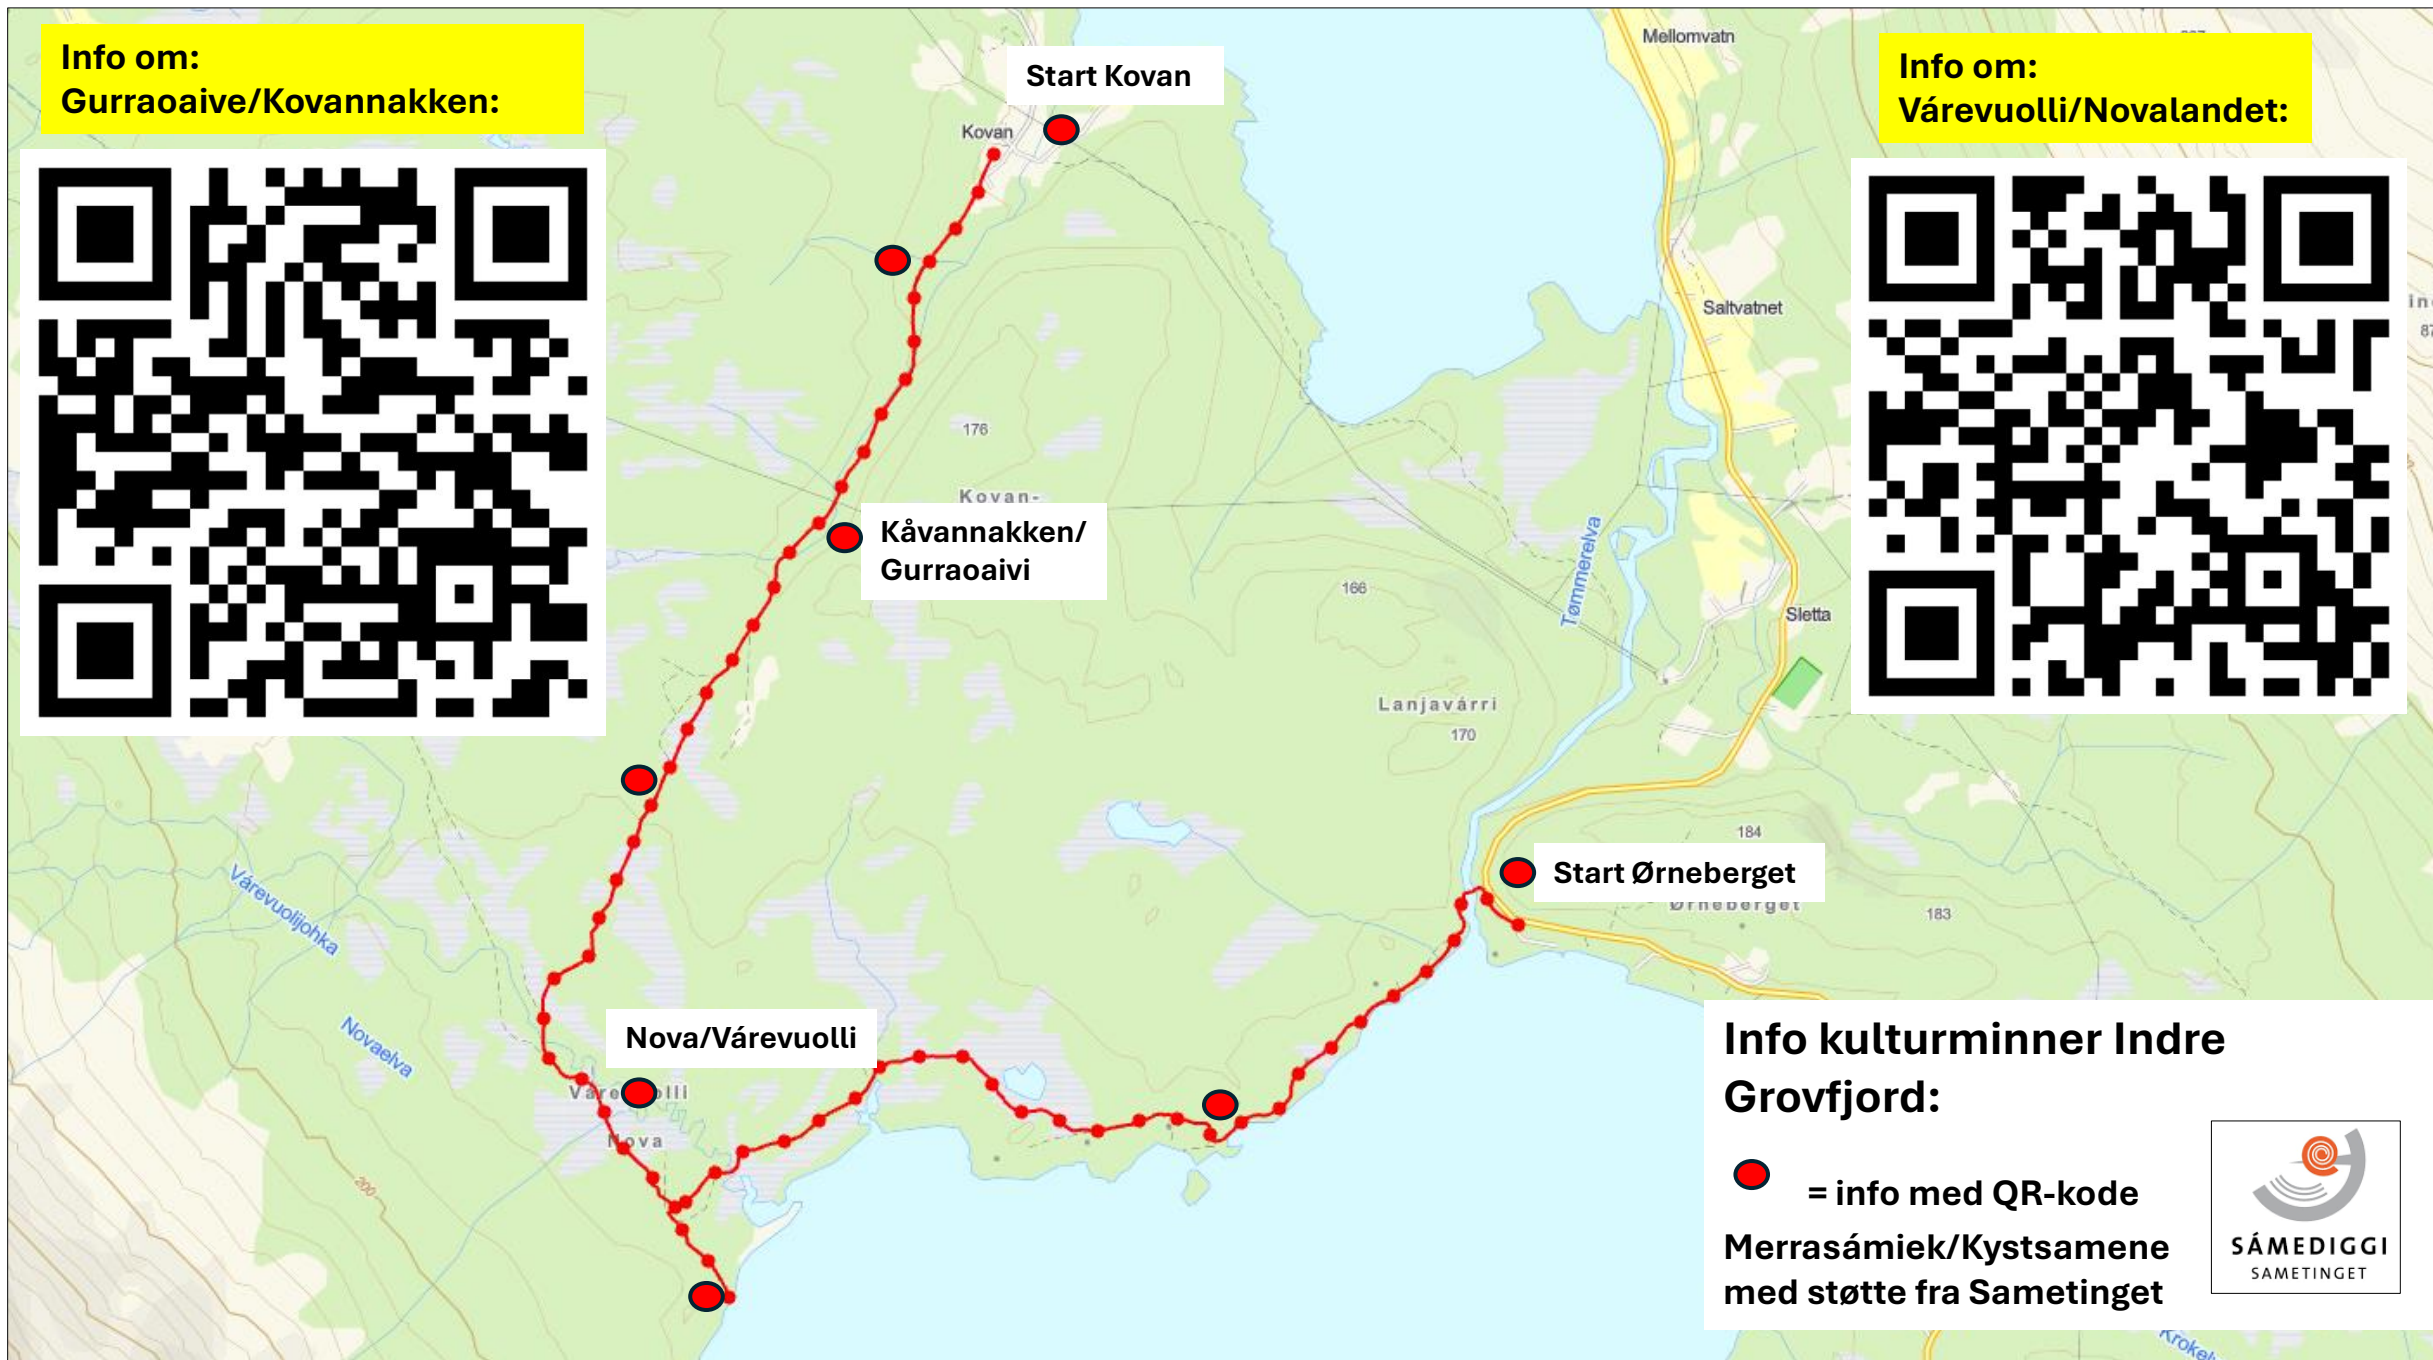 Info om:
Gurraoaive/Kovannakken:
Start Kovan
Mellomvatn
Info om:
Várevuolli/Novalandet:
Kovan
Saltvatnet
176
Kovan-
Kåvannakken/
Gurraoaivi
Tømmerelva
166
Sletta
Lanjavárri
170
184
Start Ørneberget
Ørneberget
183
Várevuolijohka
Novaelva
Nova/Várevuolli
Nova
200
Info kulturminner Indre
Grovfjord:
= info med QR-kode
Merrasámiek/Kystsamene
med støtte fra Sametinget
SÁMEDIGGI
SAMETINGET